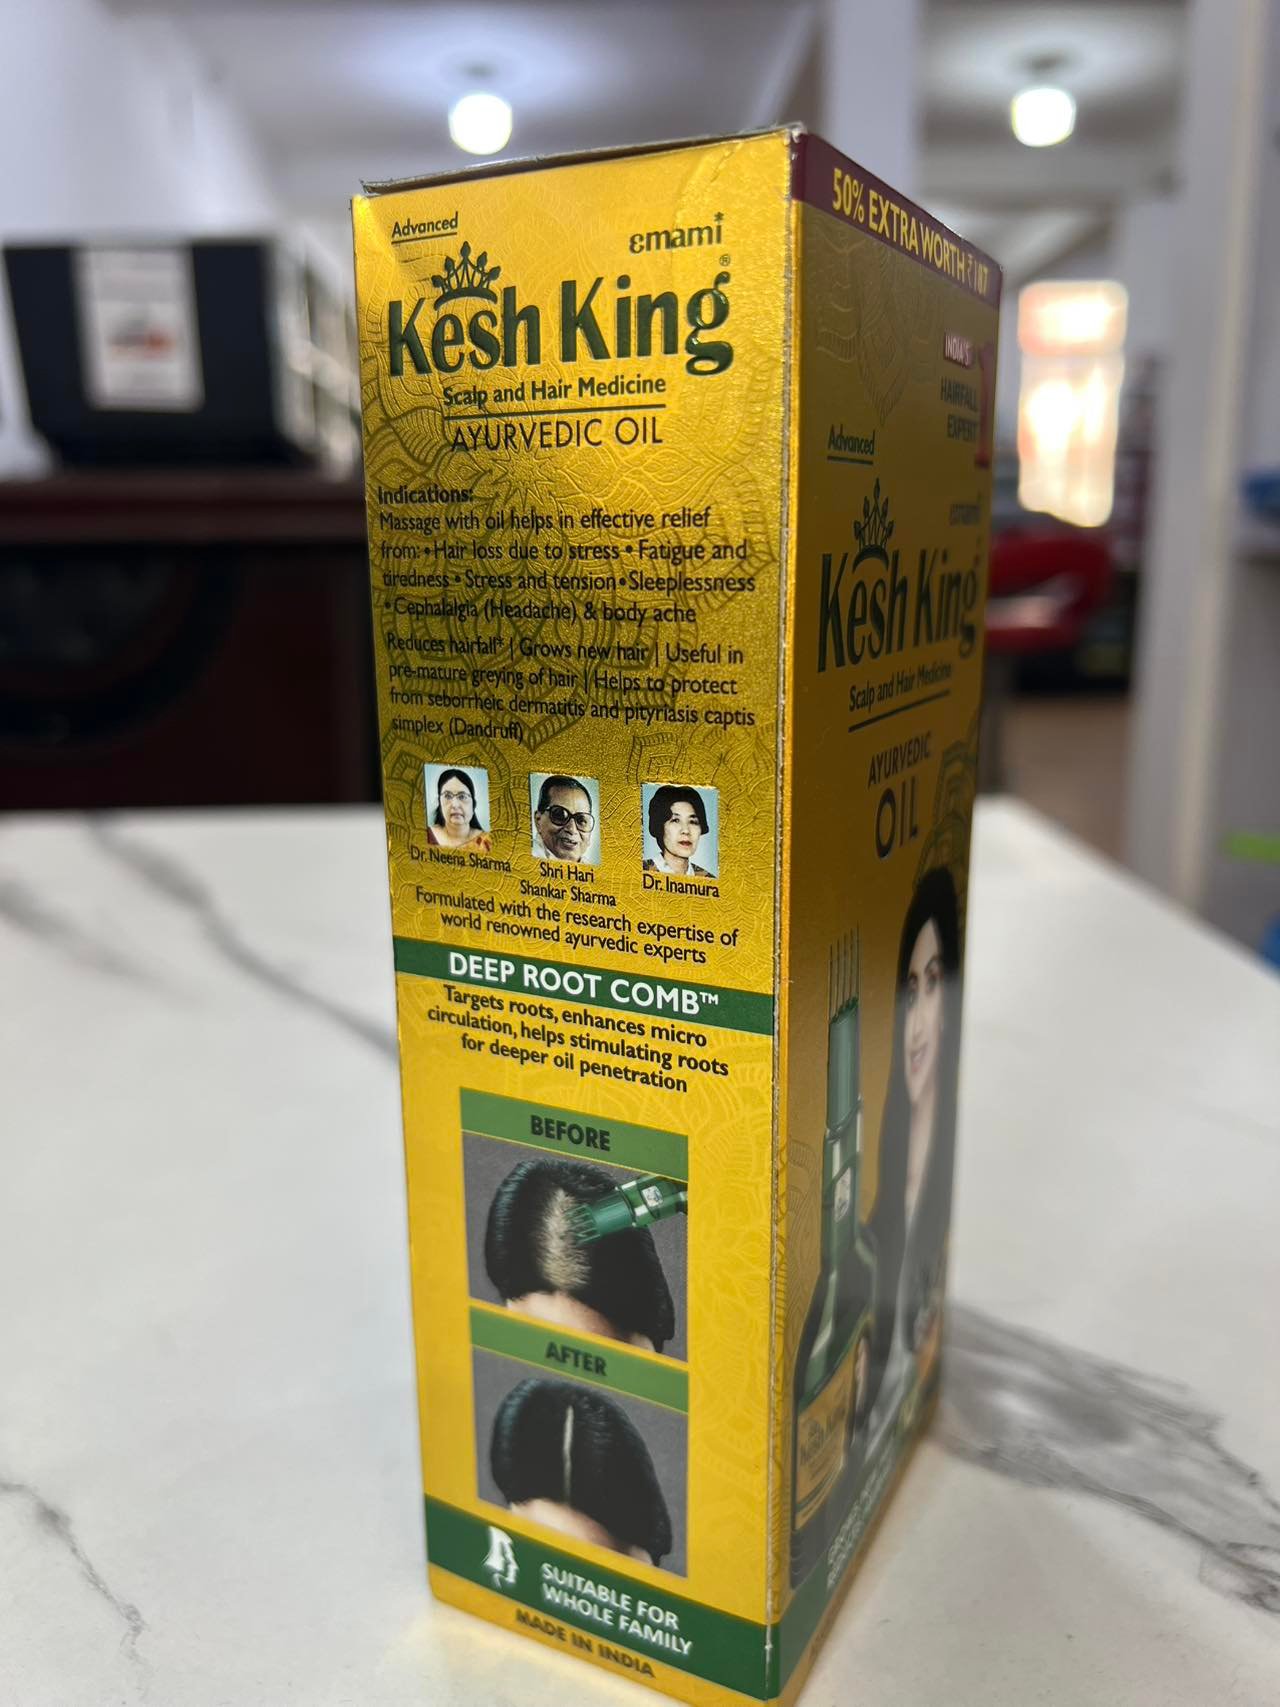 Advanced
emami*
Kesh King®
Scalp and Hair Medicine
AYURVEDIC OIL
Indications:
Massage with oil helps in effective relief
from: • Hair loss due to stress • Fatigue and
tiredness • Stress and tension • Sleeplessness
• Cephalalgia (Headache) & body ache
Reduces hairfall* | Grows new hair | Useful in
pre-mature greying of hair | Helps to protect
from seborrheic dermatitis and pityriasis captis
simplex (Dandruff)
Dr. Neena Sharma
Shri Hari
Shankar Sharma
Dr. Inamura
Formulated with the research expertise of
world renowned ayurvedic experts
DEEP ROOT COMB™
Targets roots, enhances micro
circulation, helps stimulating roots
for deeper oil penetration
BEFORE
AFTER
SUITABLE FOR
WHOLE FAMILY
MADE IN INDIA
50% EXTRA WORTH ₹187
INDIA'S
1
HAIRFALL
EXPERT
Advanced
emami
Kesh King
Scalp and Hair Medicine
AYURVEDIC
OIL
Kesh King